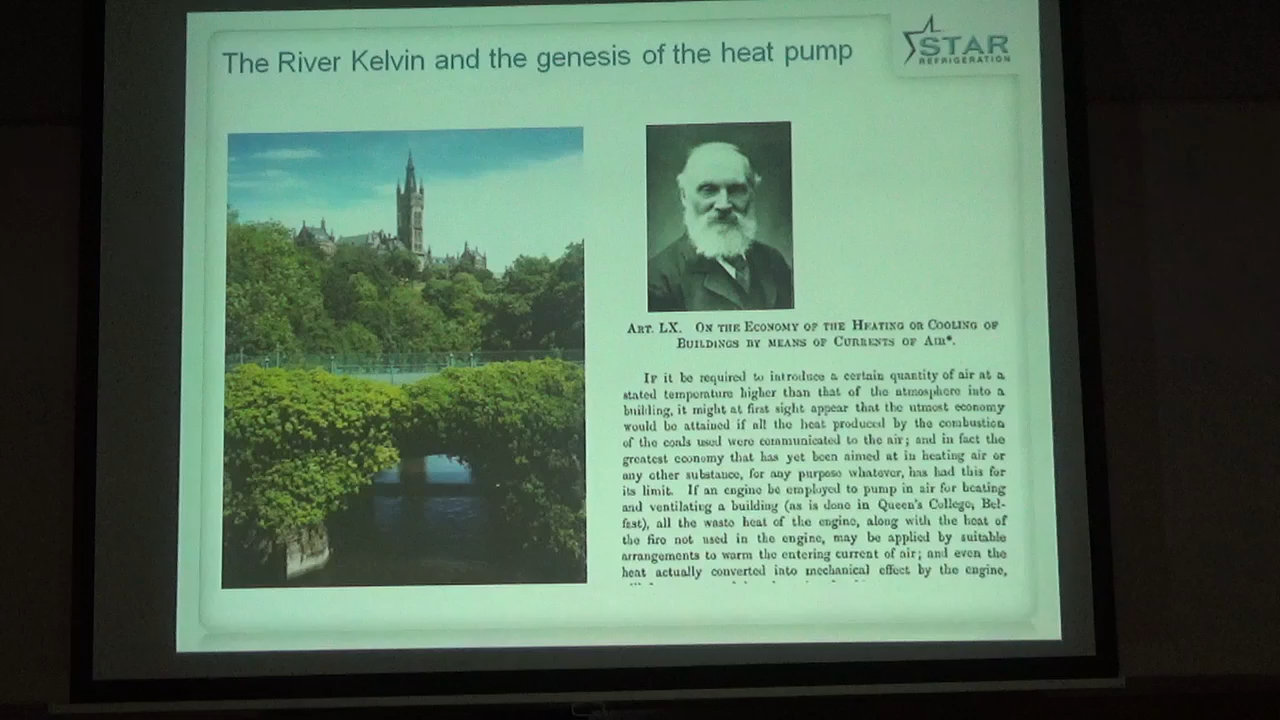 The River Kelvin and the genesis of the heat pump
STAR
REFRIGERATION
ART. LX. ON THE ECONOMY OF THE HEATING OR COOLING OF
BUILDINGS BY MEANS OF CURRENTS OF AIR*.
IF it be required to introduce a certain quantity of air at a
stated temperature higher than that of the atmosphere into a
building, it might at first sight appear that the utmost economy
would be attained if all the heat produced by the combustion
of the coals used were communicated to the air; and in fact the
greatest economy that has yet been aimed at in heating air or
any other substance, for any purpose whatever, has had this for
its limit. If an engine be employed to pump in air for heating
and ventilating a building (as is done in Queen's College, Bel-
fast), all the waste heat of the engine, along with the heat of
the fire not used in the engine, may be applied by suitable
arrangements to warm the entering current of air; and even the
heat actually converted into mechanical effect by the engine,